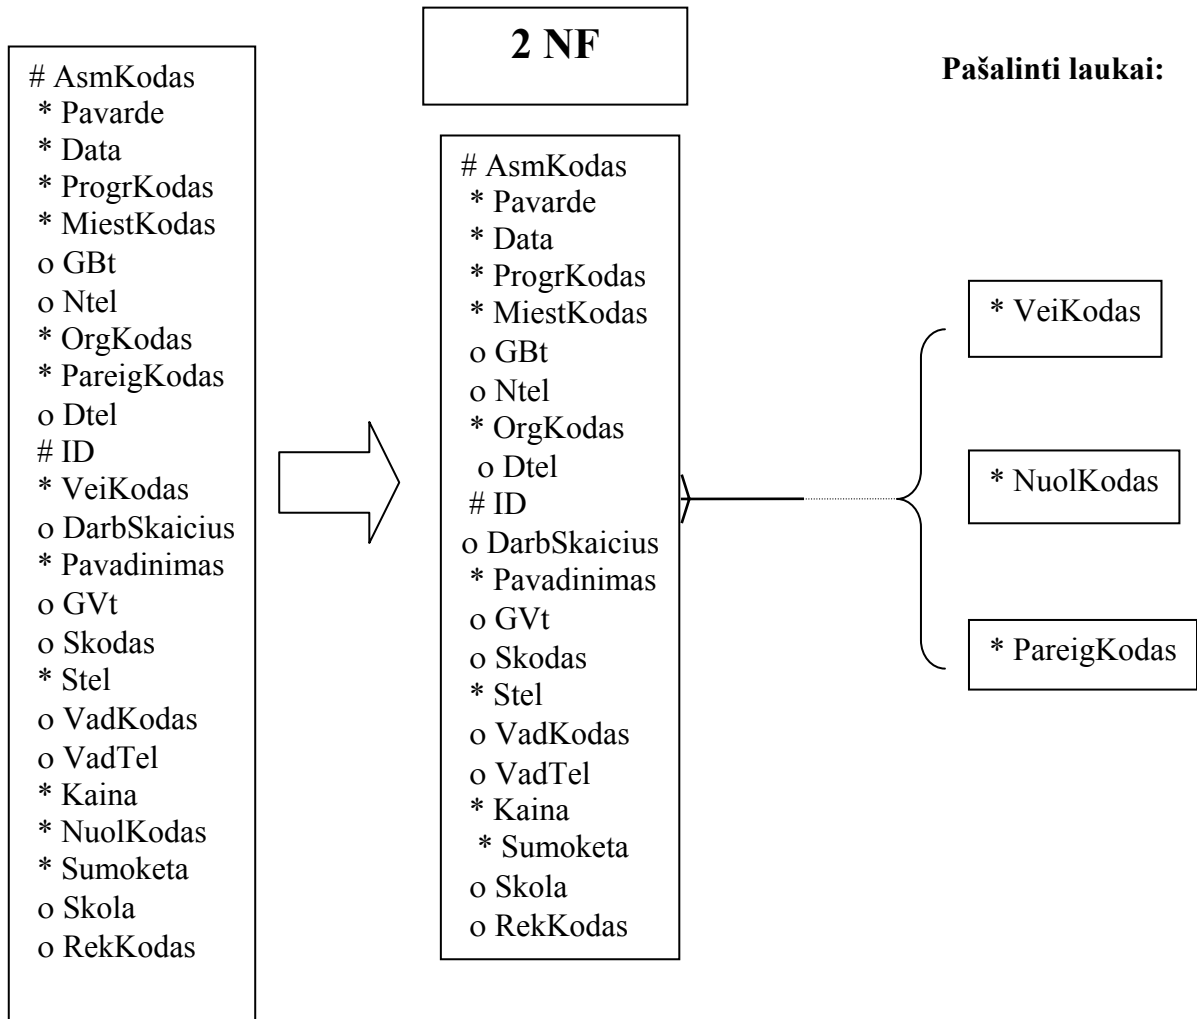 # AsmKodas
* Pavarde
* Data
* ProgrKodas
* MiestKodas
o GBt
o Ntel
* OrgKodas
* PareigKodas
o Dtel
# ID
* VeiKodas
o DarbSkaicius
* Pavadinimas
o GVt
o Skodas
* Stel
o VadKodas
o VadTel
* Kaina
* NuolKodas
* Sumoketa
o Skola
o RekKodas
2 NF
# AsmKodas
* Pavarde
* Data
* ProgrKodas
* MiestKodas
o GBt
o Ntel
* OrgKodas
o Dtel
# ID
o DarbSkaicius
* Pavadinimas
o GVt
o Skodas
* Stel
o VadKodas
o VadTel
* Kaina
* Sumoketa
o Skola
o RekKodas
Pašalinti laukai:
* VeiKodas
* NuolKodas
* PareigKodas